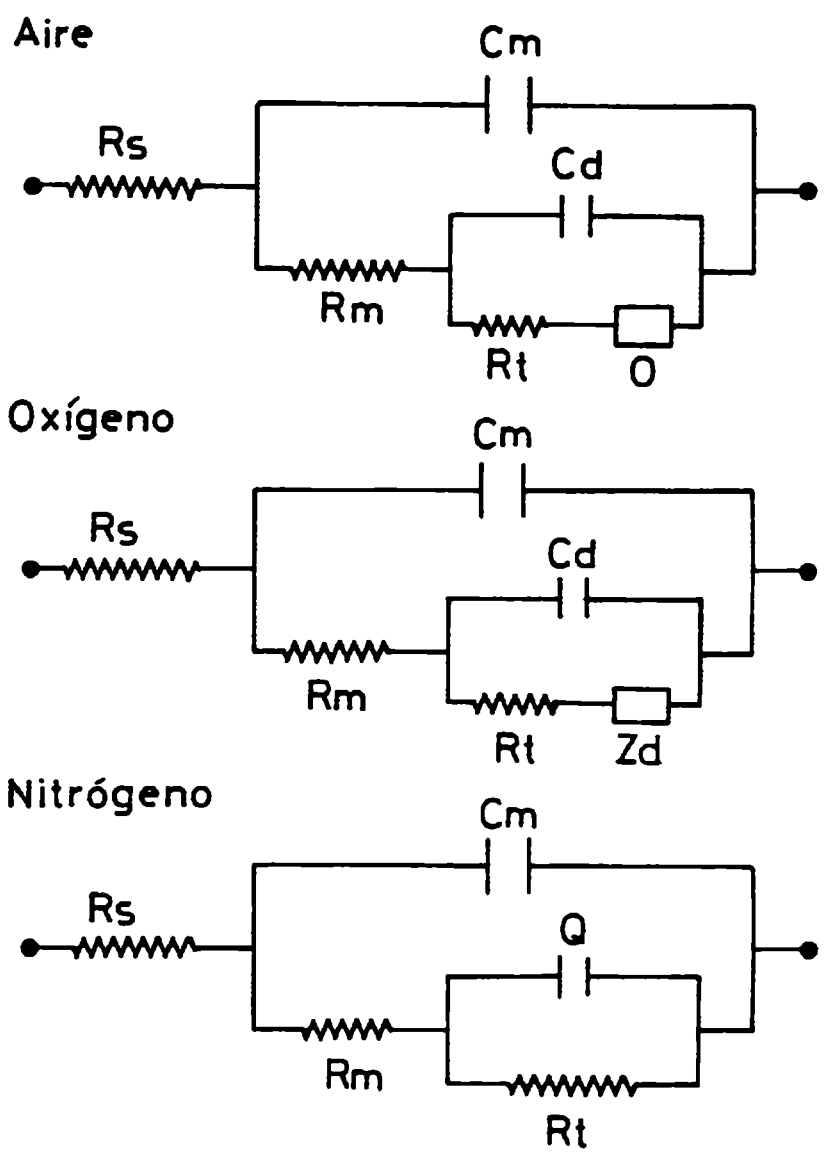 Aire
Cm
Rs
Cd
Rm
Rt
O
Oxígeno
Cm
Rs
Cd
Rm
Rt
Zd
Nitrógeno
Cm
Rs
Q
Rm
Rt